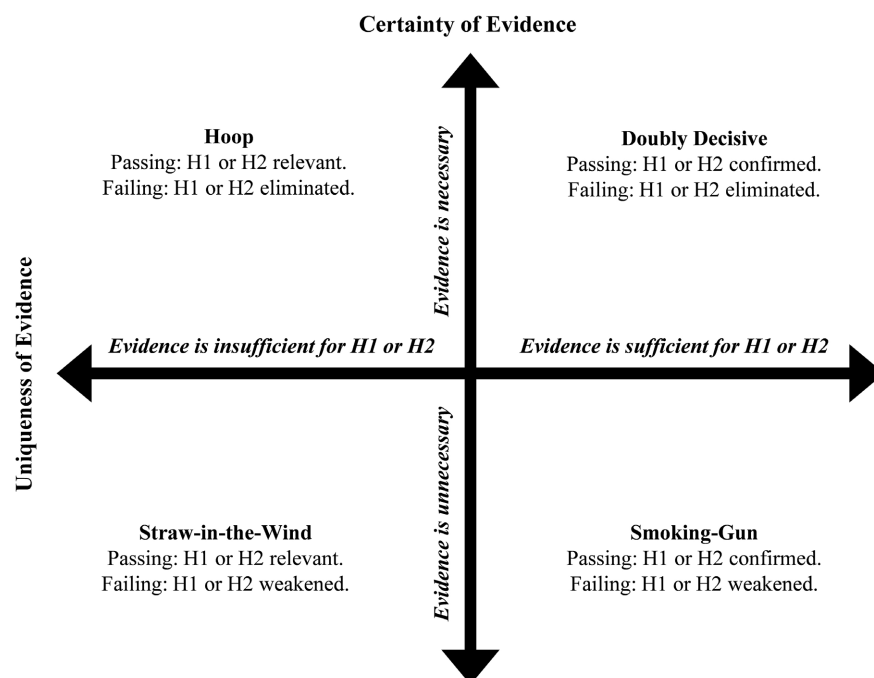 Certainty of Evidence
Hoop
Passing: H1 or H2 relevant.
Failing: H1 or H2 eliminated.
Evidence is necessary
Doubly Decisive
Passing: H1 or H2 confirmed.
Failing: H1 or H2 eliminated.
Uniqueness of Evidence
Evidence is insufficient for H1 or H2
Evidence is sufficient for H1 or H2
Straw-in-the-Wind
Passing: H1 or H2 relevant.
Failing: H1 or H2 weakened.
Evidence is unnecessary
Smoking-Gun
Passing: H1 or H2 confirmed.
Failing: H1 or H2 weakened.